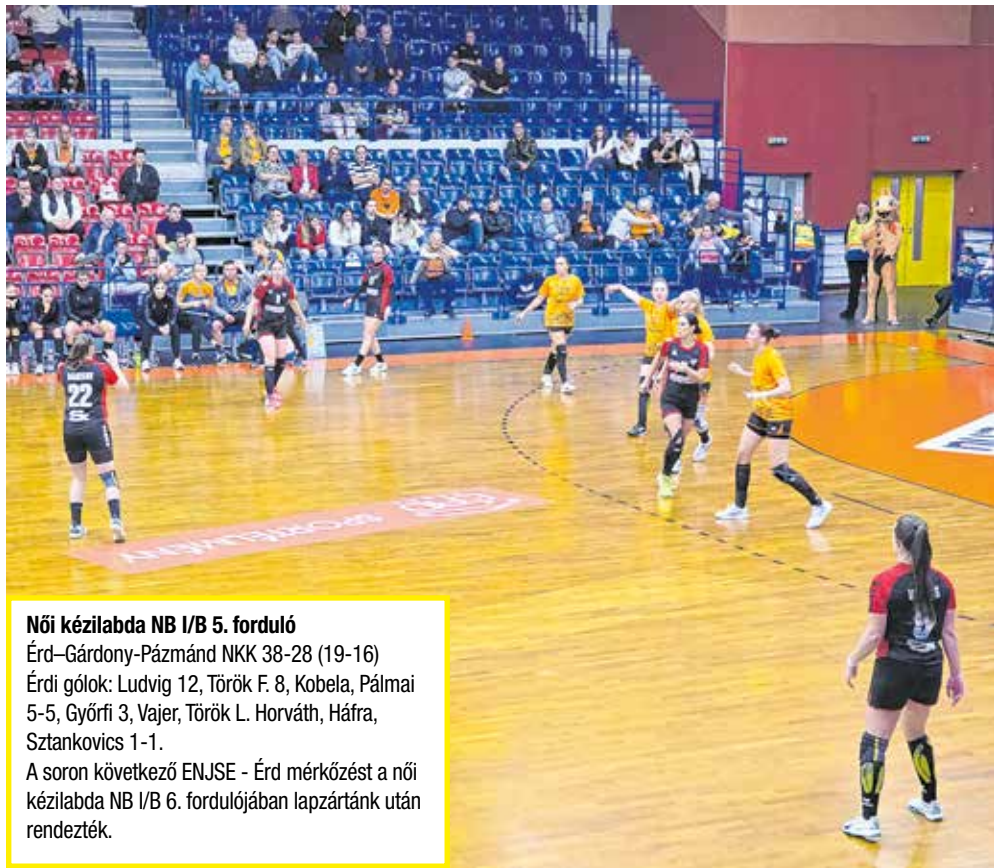 22
ÉRD
SPORTÉLMÉNY
Női kézilabda NB I/B 5. forduló
Érd–Gárdony-Pázmánd NKK 38-28 (19-16)
Érdi gólok: Ludvig 12, Török F. 8, Kobela, Pálmai
5-5, Győrfi 3, Vajer, Török L. Horváth, Háfra,
Sztankovics 1-1.
A soron következő ENJSE - Érd mérkőzést a női
kézilabda NB I/B 6. fordulójában lapzártánk után
rendezték.